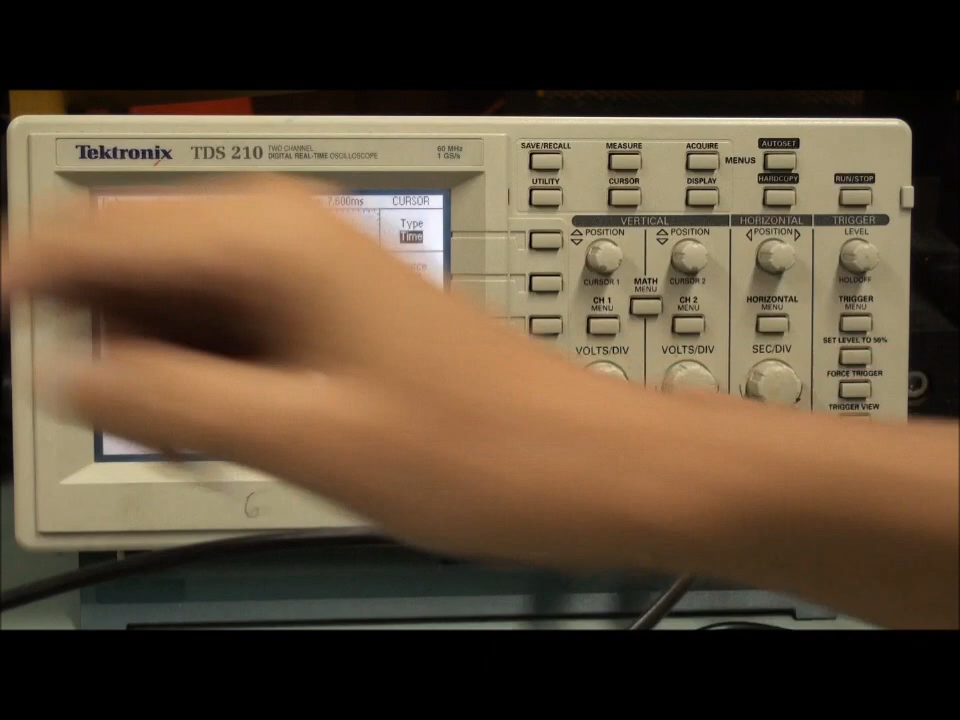 Tektronix TDS 210 TWO CHANNEL DIGITAL REAL-TIME OSCILLOSCOPE 60 MHz 1 GS/s
SAVE/RECALL MEASURE ACQUIRE MENUS AUTOSET
UTILITY CURSOR DISPLAY HARDCOPY RUN/STOP
7.600ms CURSOR
Type
Time
VERTICAL HORIZONTAL TRIGGER
POSITION POSITION POSITION LEVEL
CURSOR 1 CURSOR 2 HOLDOFF
MATH MENU
CH 1 MENU CH 2 MENU HORIZONTAL MENU TRIGGER MENU
SET LEVEL TO 50%
VOLTS/DIV VOLTS/DIV SEC/DIV
FORCE TRIGGER
TRIGGER VIEW
6